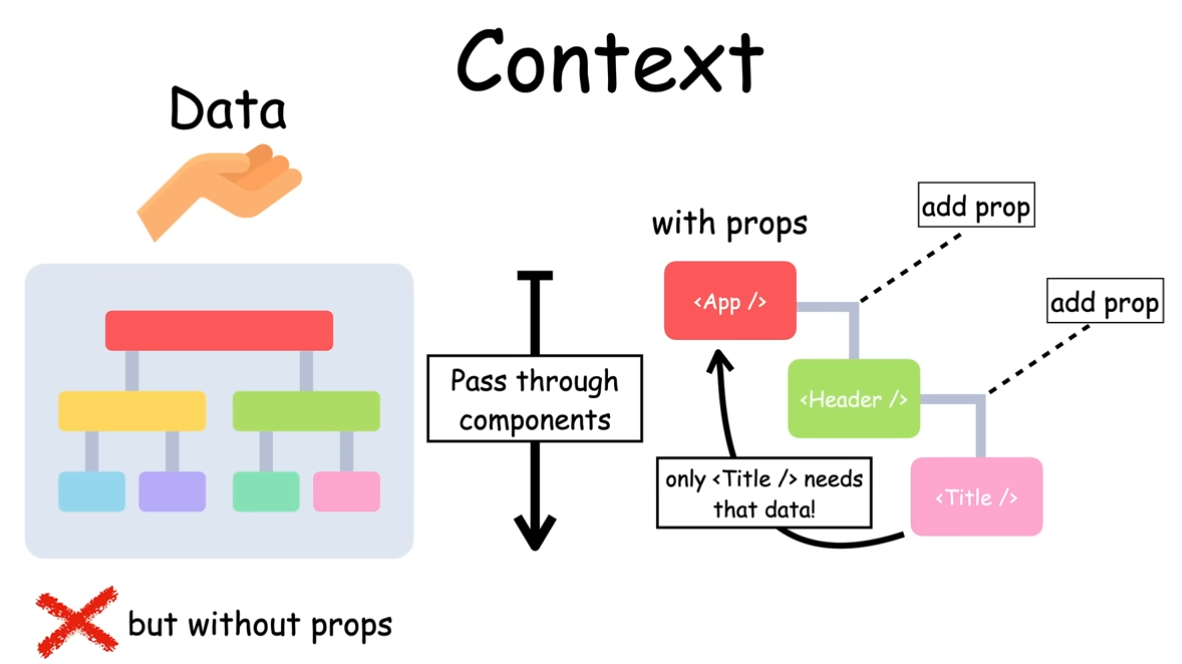 Context
Data
Pass through
components
but without props
with props
<App />
add prop
<Header />
add prop
<Title />
only <Title /> needs
that data!